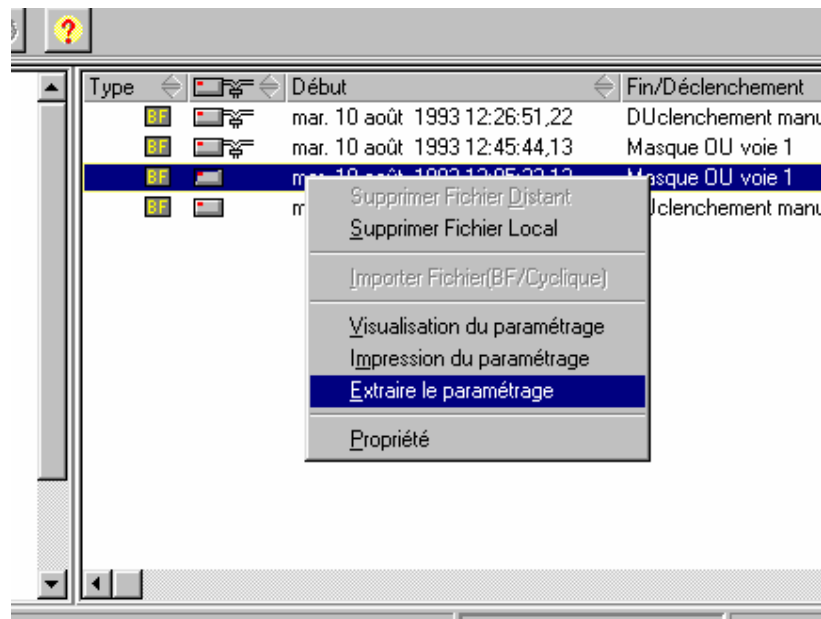 ?
Type Début Fin/Déclenchement
BF mar. 10 août 1993 12:26:51,22 DUclenchement manu
BF mar. 10 août 1993 12:45:44,13 Masque OU voie 1
BF Masque OU voie 1
BF
Supprimer Fichier Distant
Supprimer Fichier Local
Importer Fichier(BF/Cyclique)
Visualisation du paramétrage
Impression du paramétrage
Extraire le paramétrage
Propriété